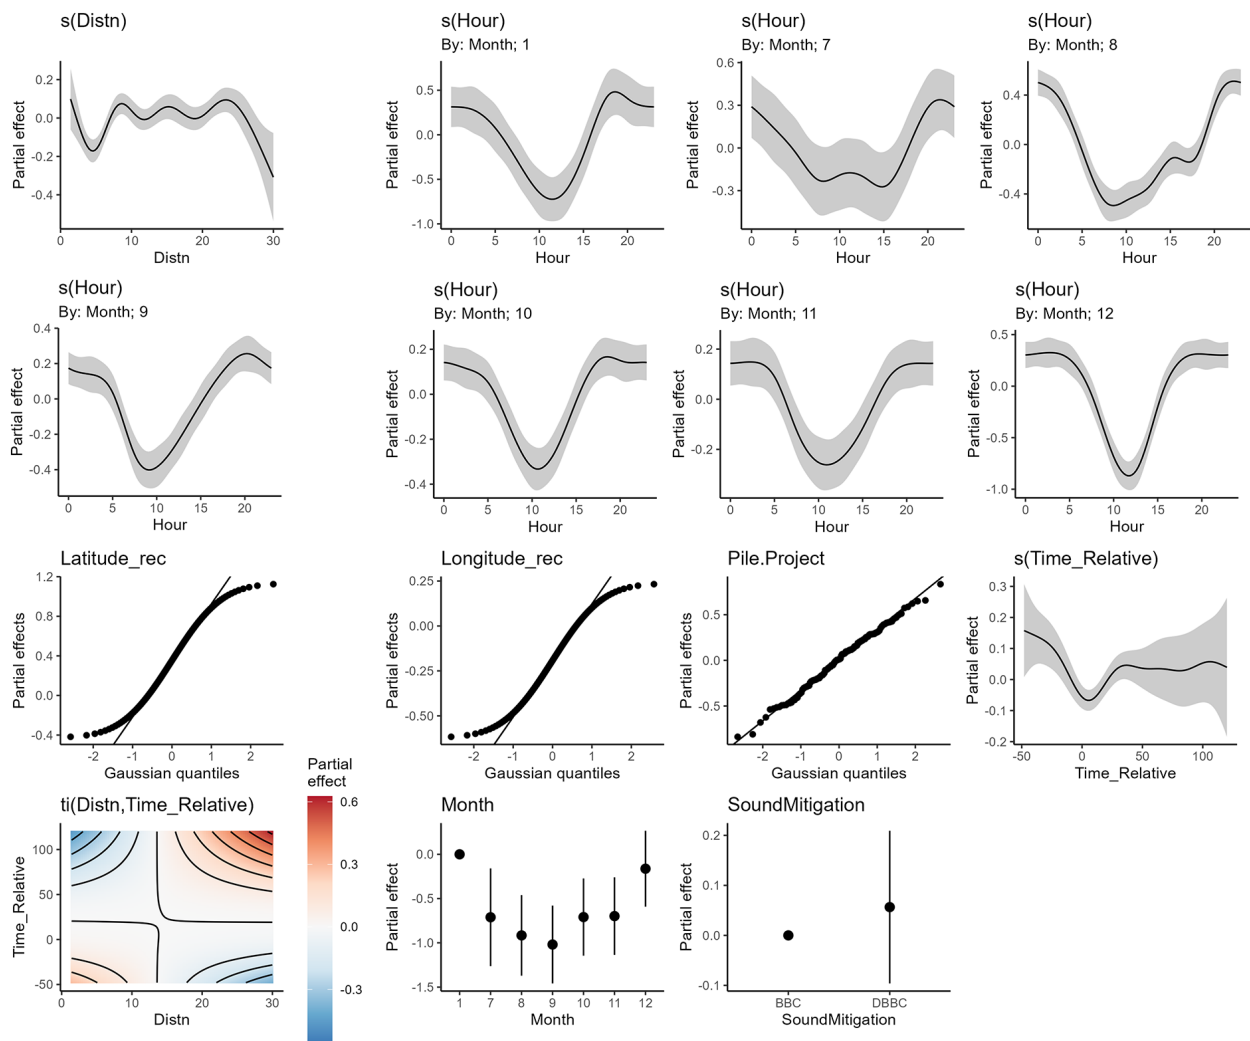 s(Distn)
Partial effect
0.2
0.0
-0.2
-0.4
0
10
20
30
Distn
s(Hour)
By: Month; 1
Partial effect
0.5
0.0
-0.5
-1.0
0
5
10
15
20
Hour
s(Hour)
By: Month; 7
Partial effect
0.6
0.3
0.0
-0.3
0
5
10
15
20
Hour
s(Hour)
By: Month; 8
Partial effect
0.4
0.0
-0.4
0
5
10
15
20
Hour
s(Hour)
By: Month; 9
Partial effect
0.4
0.2
0.0
-0.2
-0.4
0
5
10
15
20
Hour
s(Hour)
By: Month; 10
Partial effect
0.2
0.0
-0.2
-0.4
0
5
10
15
20
Hour
s(Hour)
By: Month; 11
Partial effect
0.2
0.0
-0.2
0
5
10
15
20
Hour
s(Hour)
By: Month; 12
Partial effect
0.5
0.0
-0.5
-1.0
0
5
10
15
20
Hour
Latitude_rec
Partial effects
1.2
0.8
0.4
0.0
-0.4
-2
-1
0
1
2
Gaussian quantiles
Longitude_rec
Partial effects
0.25
0.00
-0.25
-0.50
-2
-1
0
1
2
Gaussian quantiles
Pile.Project
Partial effects
0.5
0.0
-0.5
-2
-1
0
1
2
Gaussian quantiles
s(Time_Relative)
Partial effect
0.3
0.2
0.1
0.0
-0.1
-0.2
-50
0
50
100
Time_Relative
ti(Distn,Time_Relative)
Time_Relative
100
50
0
-50
0
10
20
30
Distn
Partial
effect
0.6
0.3
0.0
-0.3
Month
Partial effect
0.0
-0.5
-1.0
-1.5
1
7
8
9
10
11
12
Month
SoundMitigation
Partial effect
0.2
0.1
0.0
-0.1
BBC
DBBC
SoundMitigation